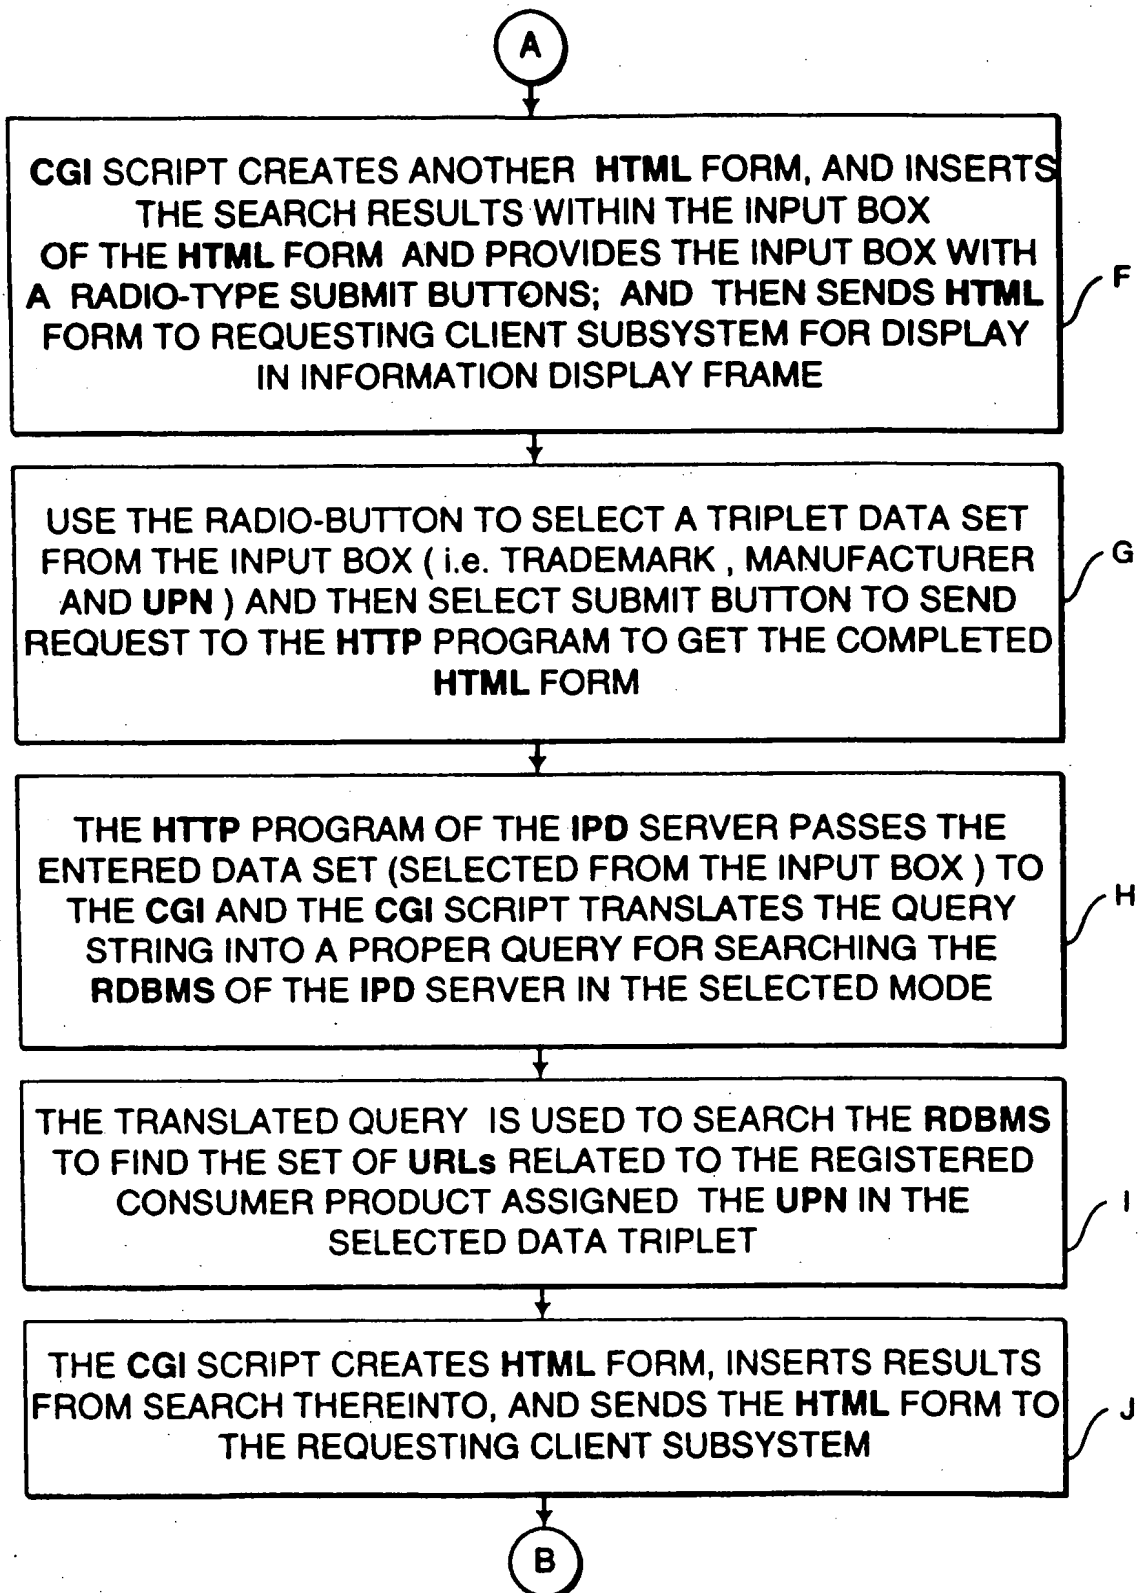 A
CGI SCRIPT CREATES ANOTHER HTML FORM, AND INSERTS
THE SEARCH RESULTS WITHIN THE INPUT BOX
OF THE HTML FORM AND PROVIDES THE INPUT BOX WITH
A RADIO-TYPE SUBMIT BUTTONS; AND THEN SENDS HTML
FORM TO REQUESTING CLIENT SUBSYSTEM FOR DISPLAY
IN INFORMATION DISPLAY FRAME
F
USE THE RADIO-BUTTON TO SELECT A TRIPLET DATA SET
FROM THE INPUT BOX ( i.e. TRADEMARK , MANUFACTURER
AND UPN ) AND THEN SELECT SUBMIT BUTTON TO SEND
REQUEST TO THE HTTP PROGRAM TO GET THE COMPLETED
HTML FORM
G
THE HTTP PROGRAM OF THE IPD SERVER PASSES THE
ENTERED DATA SET (SELECTED FROM THE INPUT BOX ) TO
THE CGI AND THE CGI SCRIPT TRANSLATES THE QUERY
STRING INTO A PROPER QUERY FOR SEARCHING THE
RDBMS OF THE IPD SERVER IN THE SELECTED MODE
H
THE TRANSLATED QUERY IS USED TO SEARCH THE RDBMS
TO FIND THE SET OF URLs RELATED TO THE REGISTERED
CONSUMER PRODUCT ASSIGNED THE UPN IN THE
SELECTED DATA TRIPLET
I
THE CGI SCRIPT CREATES HTML FORM, INSERTS RESULTS
FROM SEARCH THEREINTO, AND SENDS THE HTML FORM TO
THE REQUESTING CLIENT SUBSYSTEM
J
B